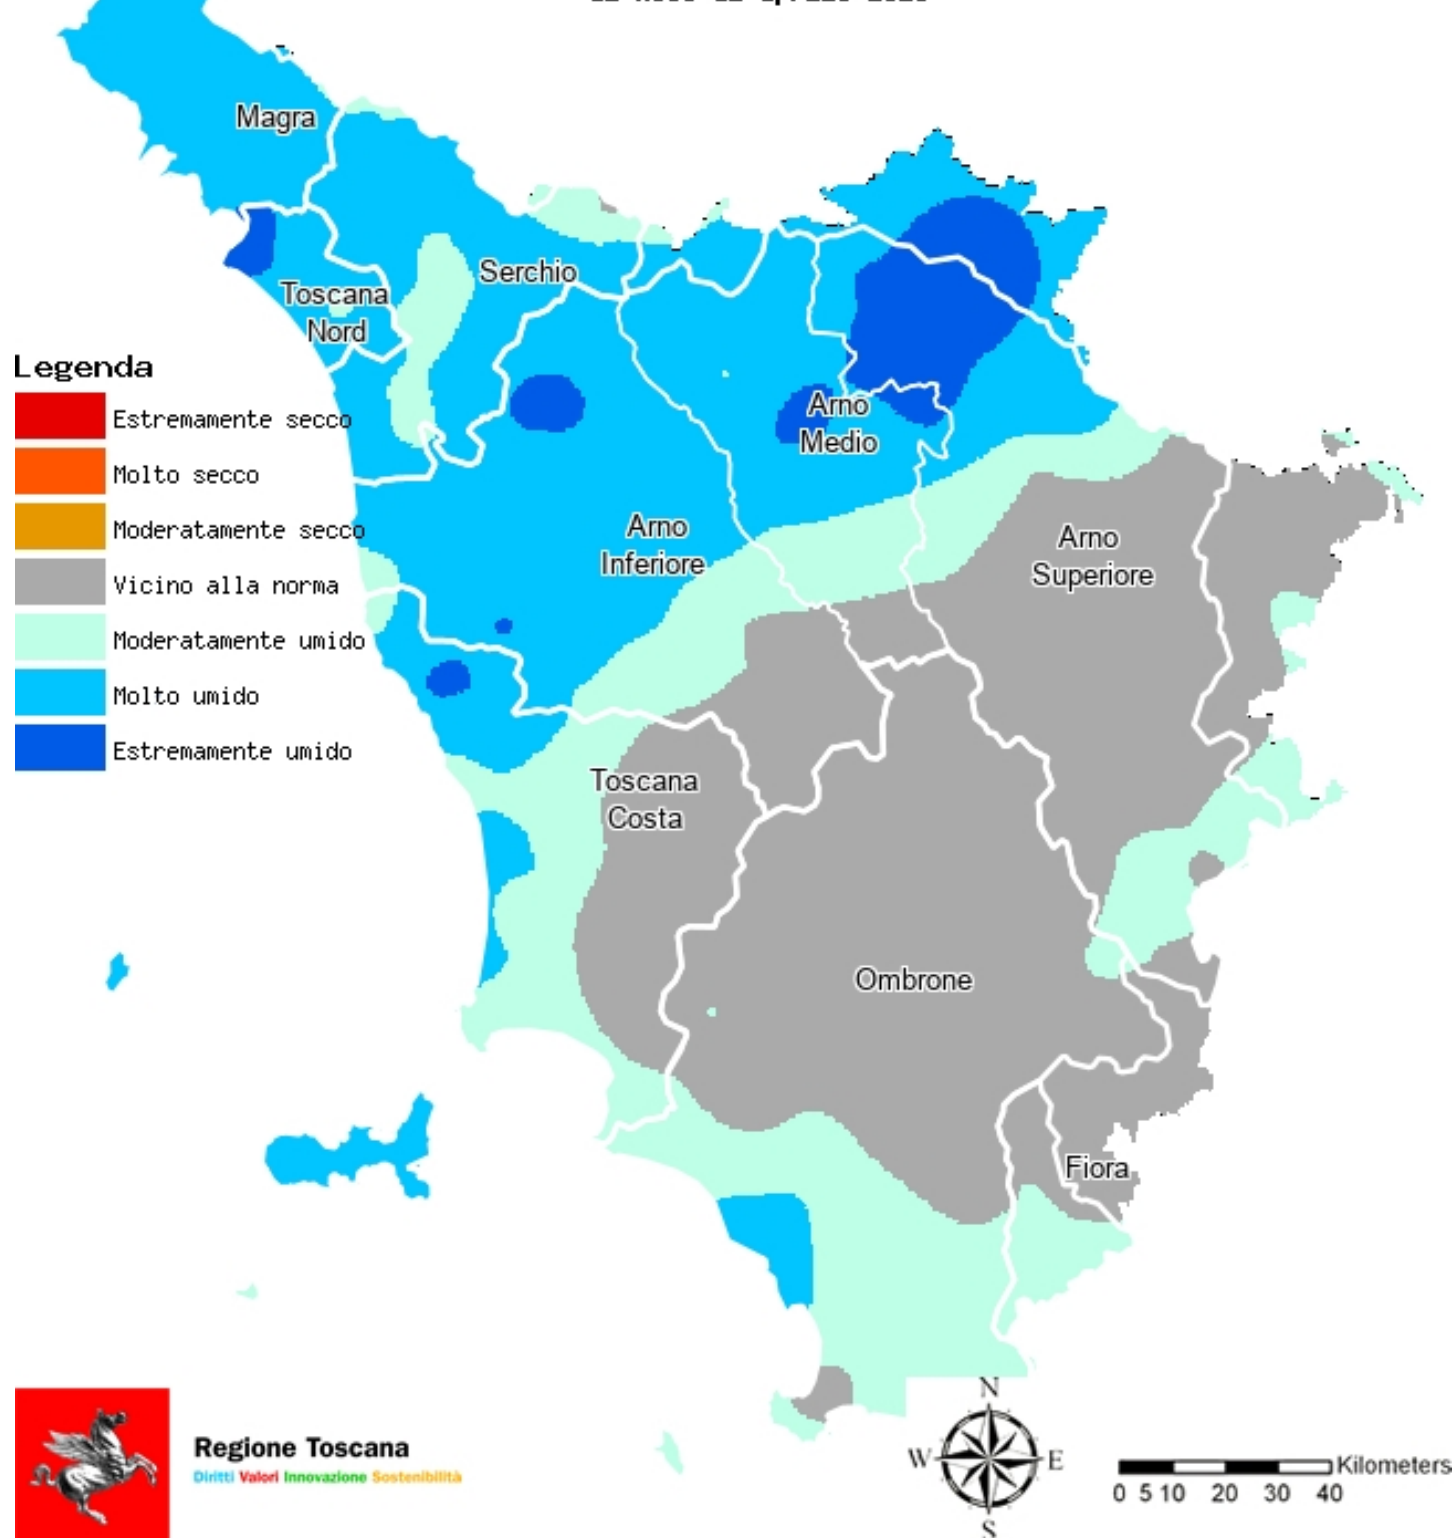 Magra
Serchio
Toscana
Nord
Legenda
Estremamente secco
Molto secco
Moderatamente secco
Vicino alla norma
Moderatamente umido
Molto umido
Estremamente umido
Arno
Medio
Arno
Inferiore
Arno
Superiore
Toscana
Costa
Ombrone
Fiora
Regione Toscana
Diritti Valori Innovazione Sostenibilità
N
W E
S
Kilometers
0 5 10 20 30 40